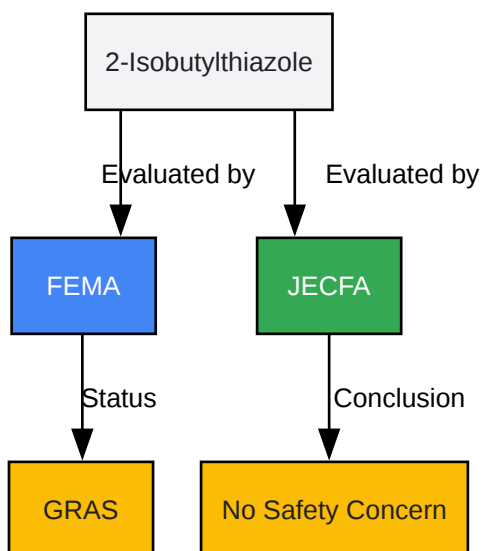 2-Isobutylthiazole
Evaluated by
Evaluated by
FEMA
JECFA
Status
Conclusion
GRAS
No Safety Concern